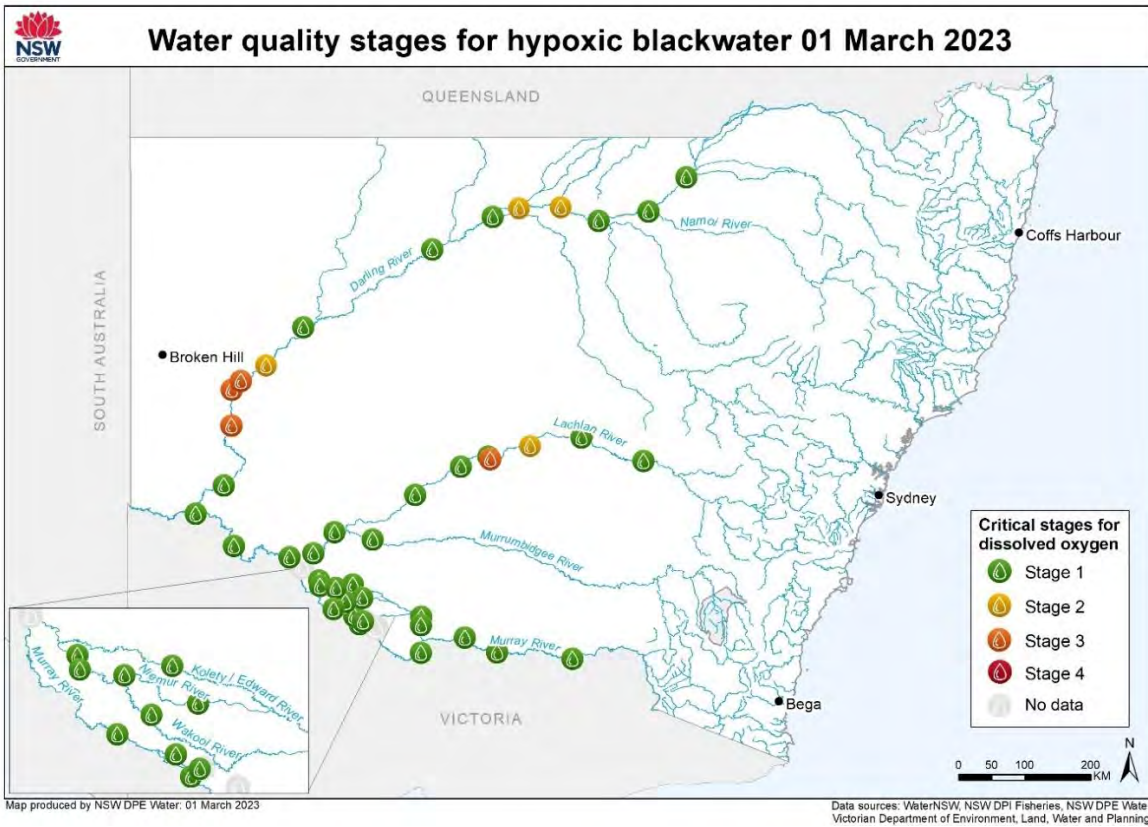 NSW
GOVERNMENT
Water quality stages for hypoxic blackwater 01 March 2023
QUEENSLAND
SOUTH AUSTRALIA
Darling River
Namoi River
Coffs Harbour
Broken Hill
Lachlan River
Sydney
Murrumbidgee River
Murray River
VICTORIA
Bega
Murray River
Kolety / Edward River
Niemur River
Wakool River
Critical stages for
dissolved oxygen
Stage 1
Stage 2
Stage 3
Stage 4
No data
N
0 50 100 200
KM
Map produced by NSW DPE Water: 01 March 2023
Data sources: WaterNSW, NSW DPI Fisheries, NSW DPE Wate
Victorian Department of Environment, Land, Water and Planning